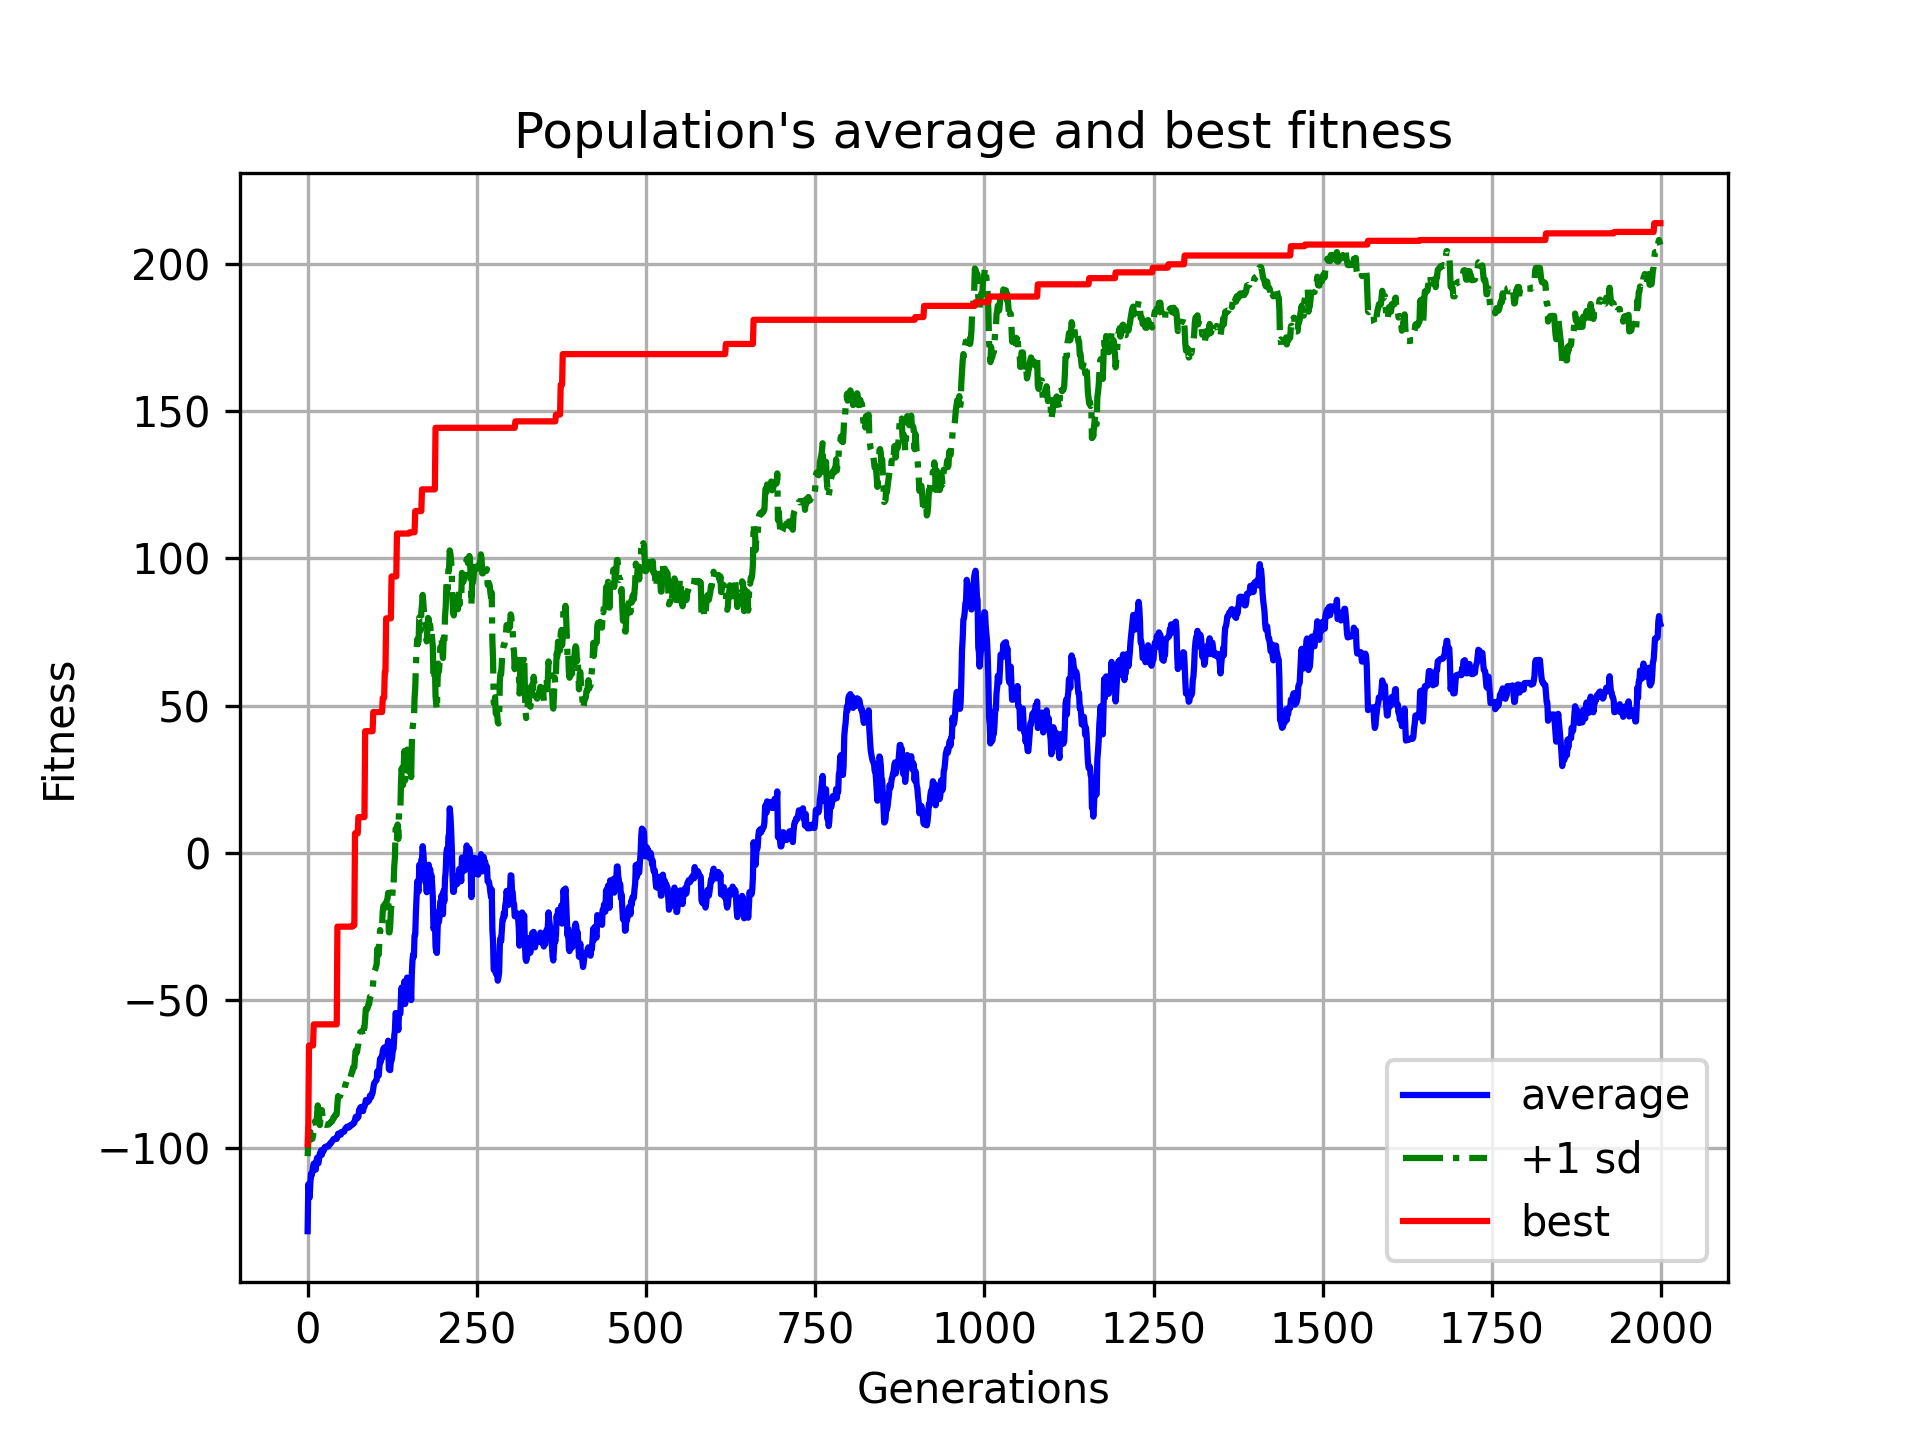 Population's average and best fitness
Fitness
200
150
100
50
0
−50
−100
0 250 500 750 1000 1250 1500 1750 2000
Generations
average
+1 sd
best